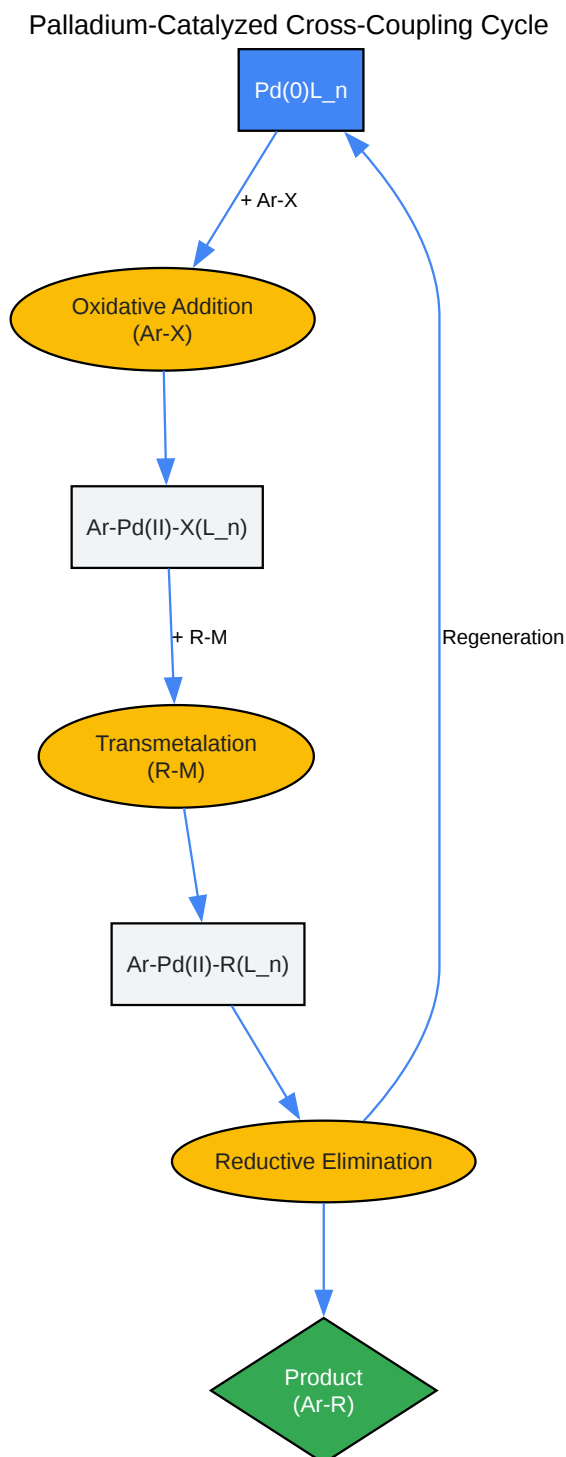 Palladium-Catalyzed Cross-Coupling Cycle
Pd(0)L_n
+ Ar-X
Oxidative Addition
(Ar-X)
Ar-Pd(II)-X(L_n)
+ R-M
Regeneration
Transmetalation
(R-M)
Ar-Pd(II)-R(L_n)
Reductive Elimination
Product
(Ar-R)